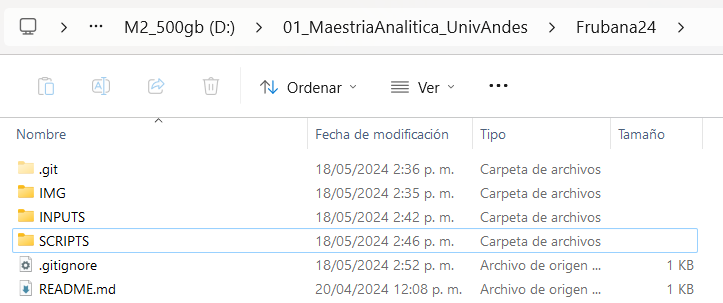 M2_500gb (D:) > 01_MaestriaAnalitica_UnivAndes > Frubana24 >
Ordenar Ver
Nombre Fecha de modificación Tipo Tamaño
.git 18/05/2024 2:36 p. m. Carpeta de archivos
IMG 18/05/2024 2:35 p. m. Carpeta de archivos
INPUTS 18/05/2024 2:42 p. m. Carpeta de archivos
SCRIPTS 18/05/2024 2:46 p. m. Carpeta de archivos
.gitignore 18/05/2024 2:52 p. m. Archivo de origen ... 1 KB
README.md 20/04/2024 12:08 p. m. Archivo de origen ... 1 KB